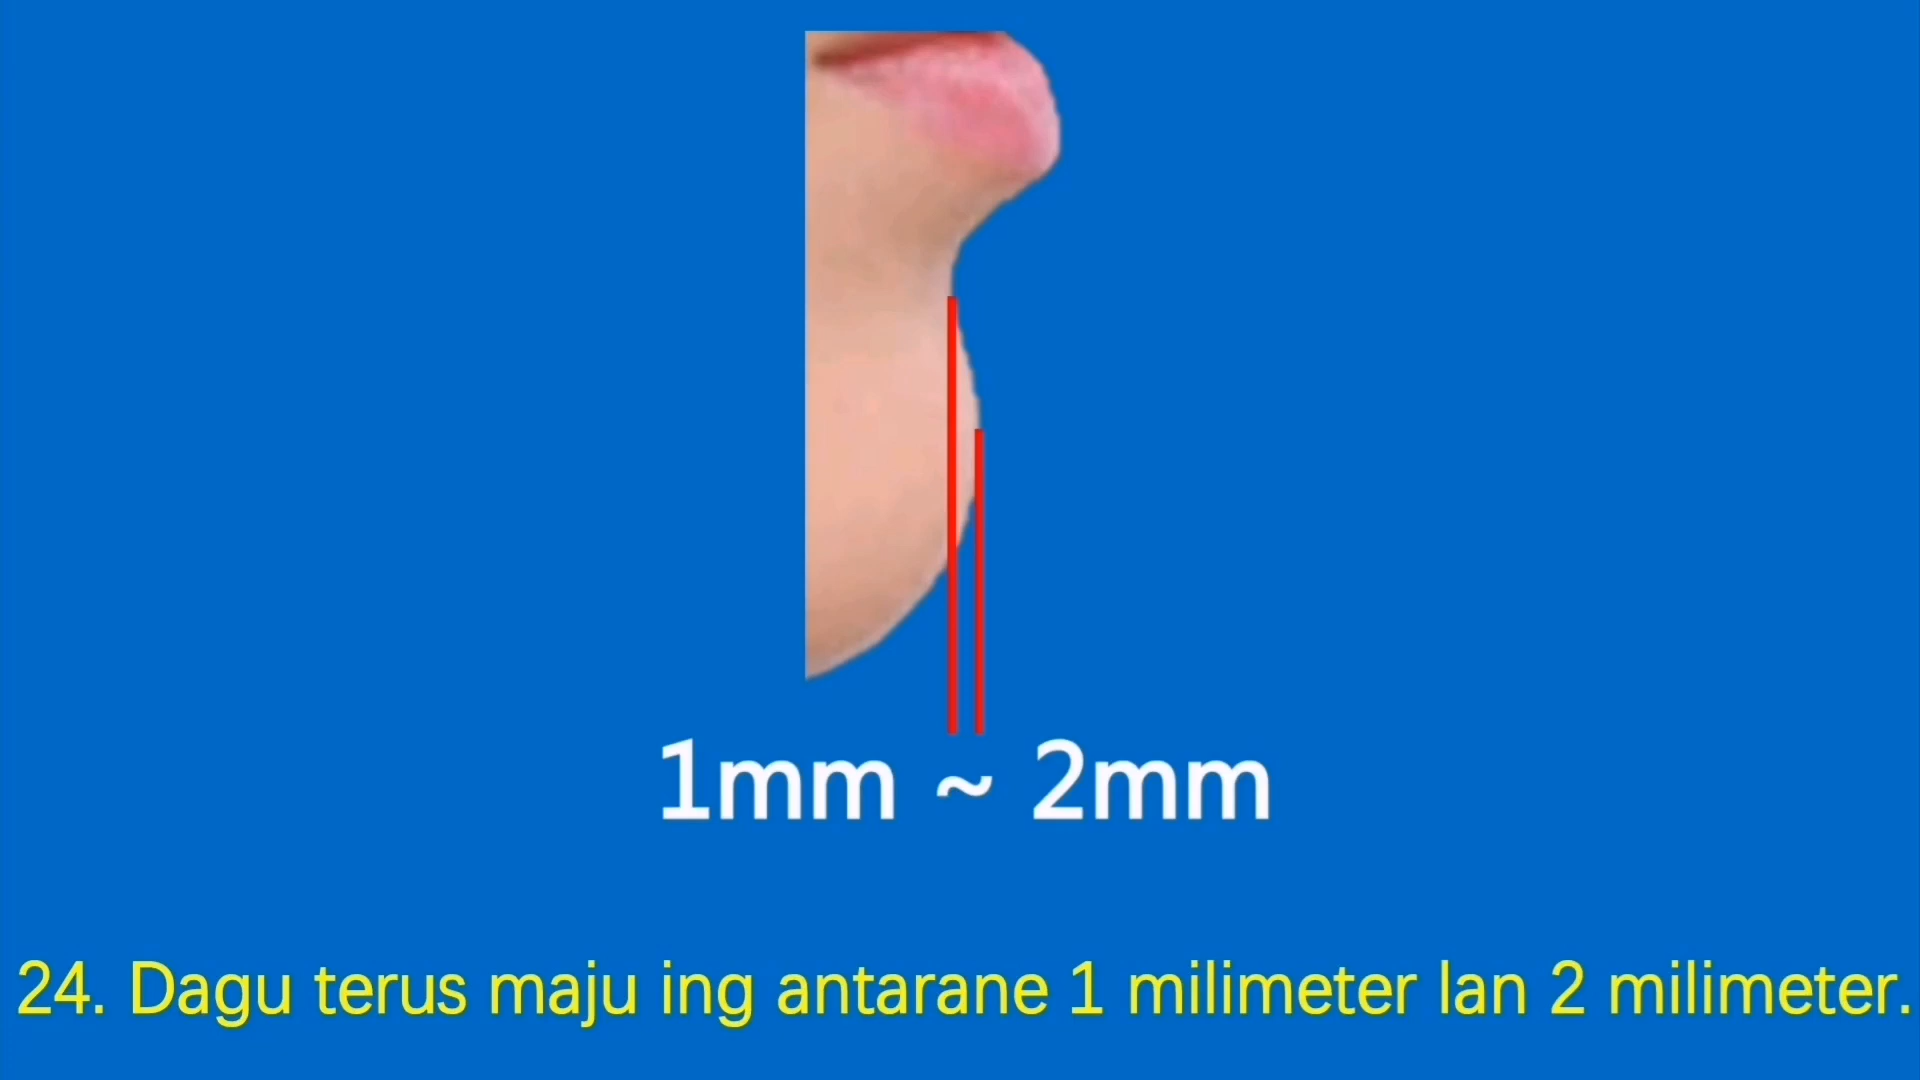 1mm ~ 2mm
24. Dagu terus maju ing antarane 1 milimeter lan 2 milimeter.